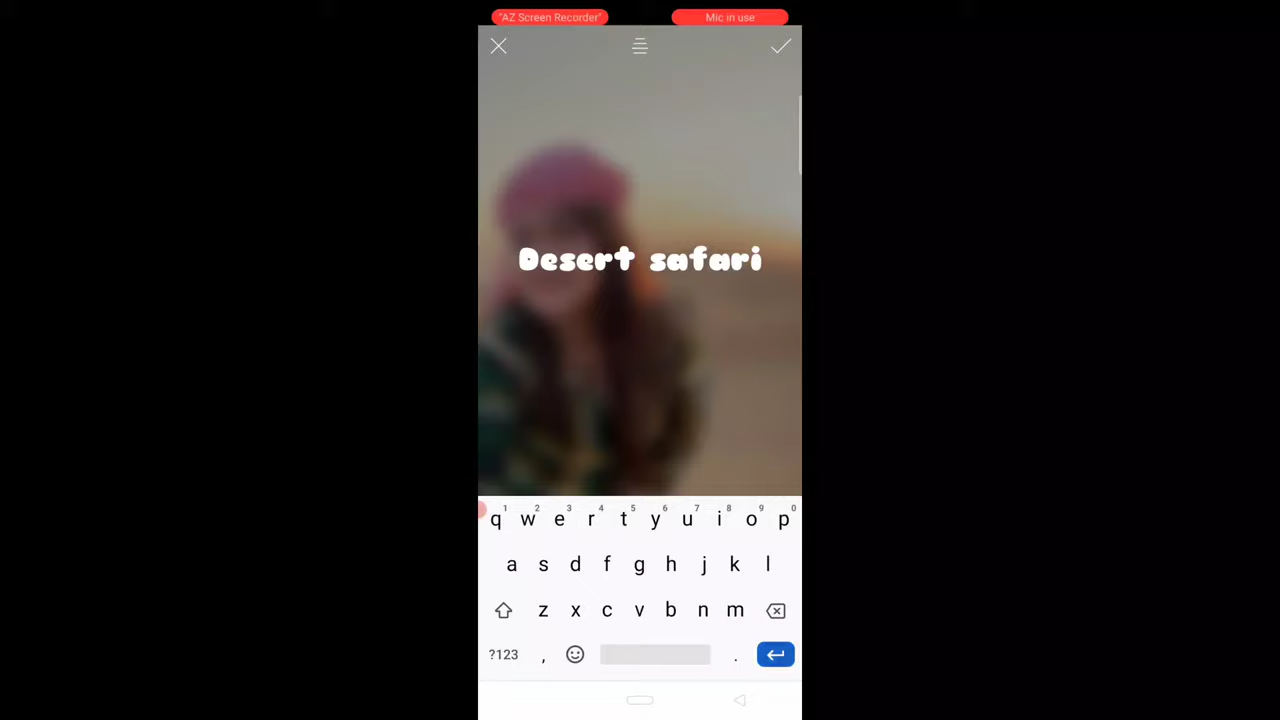 "AZ Screen Recorder" Mic in use
Desert safari
1 2 3 4 5 6 7 8 9 0
q w e r t y u i o p
a s d f g h j k l
z x c v b n m
?123 , .